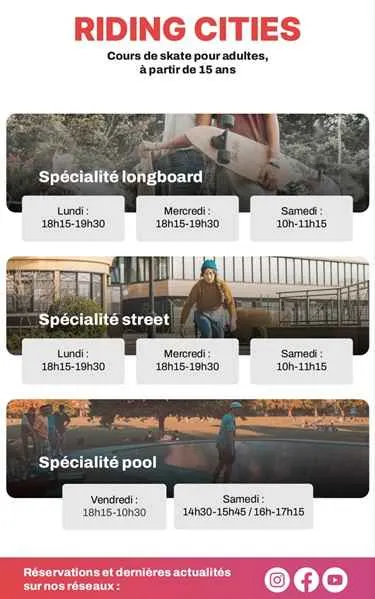 RIDING CITIES
Cours de skate pour adultes,
à partir de 15 ans
Spécialité longboard
Lundi :
18h15-19h30
Mercredi :
18h15-19h30
Samedi :
10h-11h15
Spécialité street
Lundi :
18h15-19h30
Mercredi :
18h15-19h30
Samedi :
10h-11h15
Spécialité pool
Vendredi :
18h15-10h30
Samedi :
14h30-15h45 / 16h-17h15
Réservations et dernières actualités
sur nos réseaux :